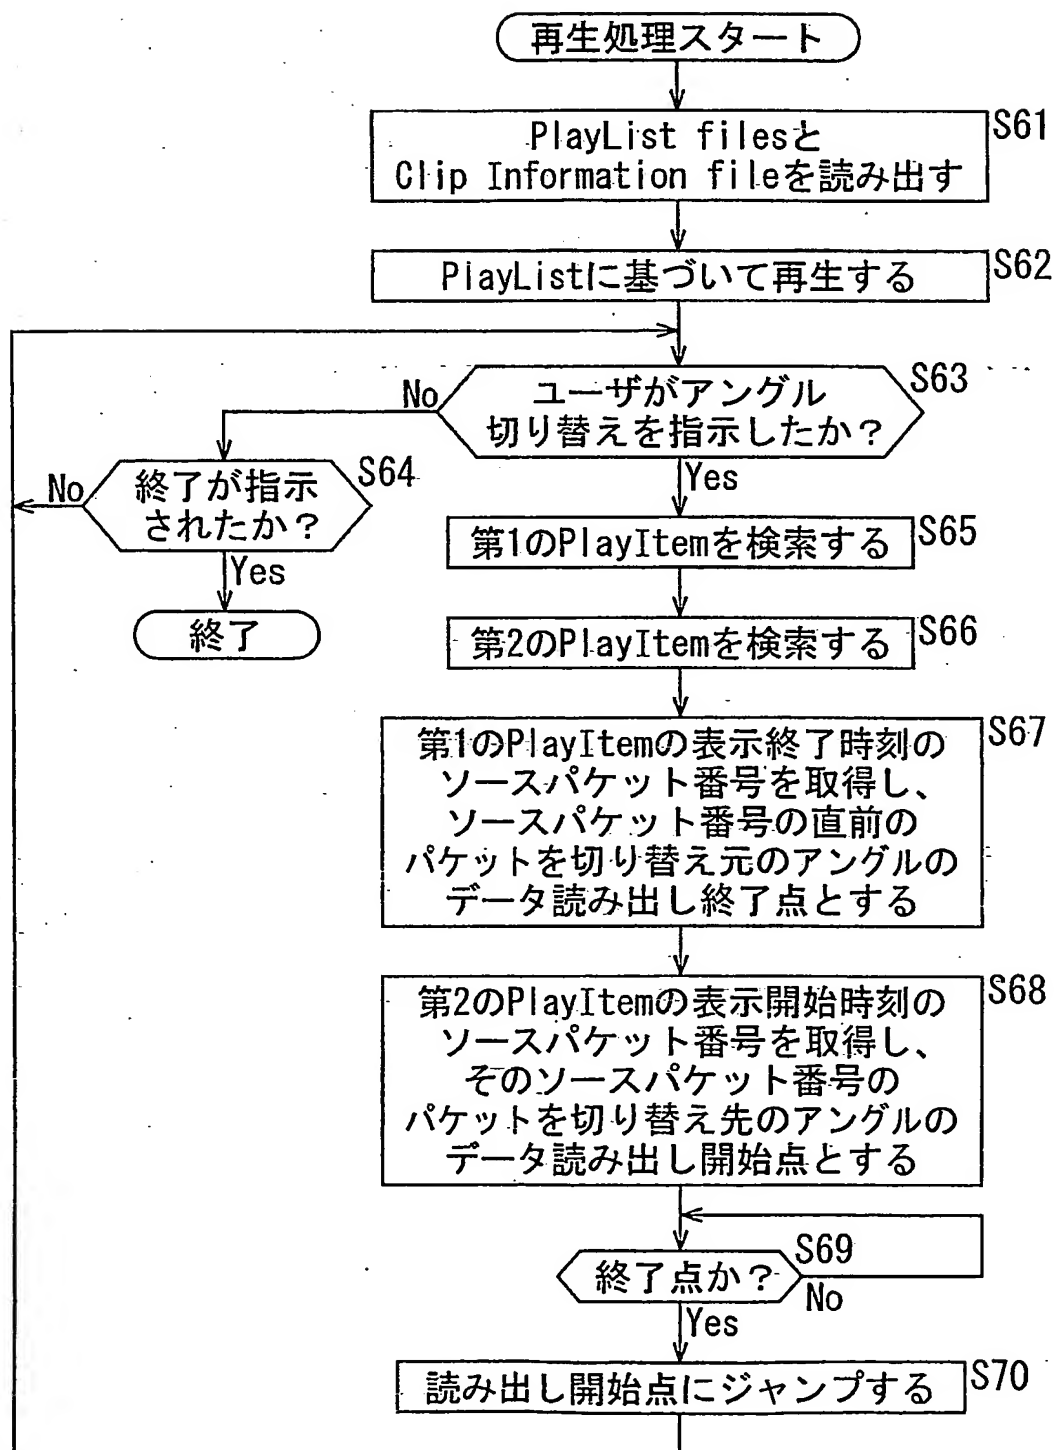 再生処理スタート
S61
PlayList filesと
Clip Information fileを読み出す
S62
PlayListに基づいて再生する
S63
ユーザがアングル
切り替えを指示したか?
No
Yes
S64
終了が指示
されたか?
No
Yes
終了
第1のPlayItemを検索する
S65
第2のPlayItemを検索する
S66
S67
第1のPlayItemの表示終了時刻の
ソースパケット番号を取得し、
ソースパケット番号の直前の
パケットを切り替え元のアングルの
データ読み出し終了点とする
S68
第2のPlayItemの表示開始時刻の
ソースパケット番号を取得し、
そのソースパケット番号の
パケットを切り替え先のアングルの
データ読み出し開始点とする
S69
終了点か?
No
Yes
読み出し開始点にジャンプする
S70